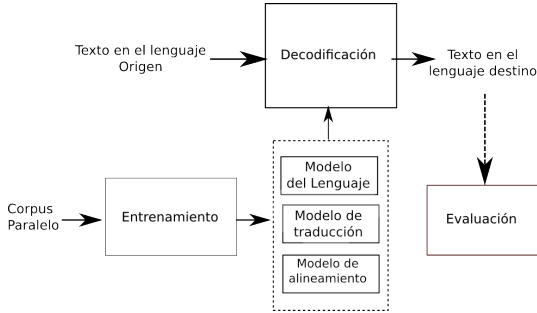 Texto en el lenguaje
Origen
Decodificación
Texto en el
lenguaje destino
Modelo
del Lenguaje
Modelo de
traducción
Modelo de
alineamiento
Corpus
Paralelo
Entrenamiento
Evaluación